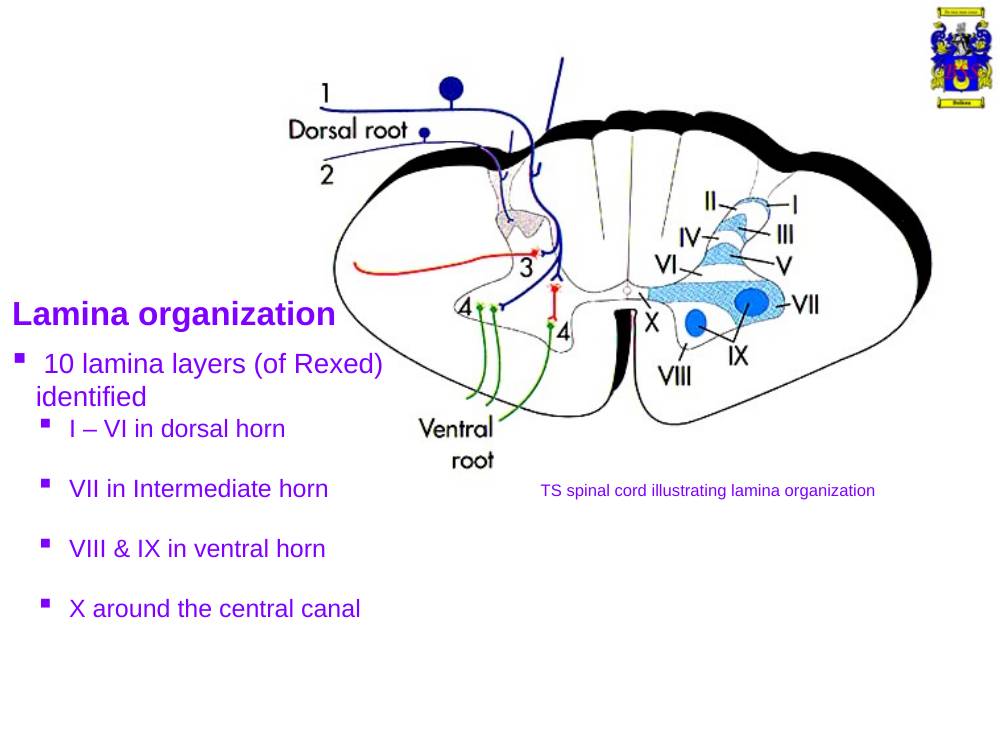 1
Dorsal root
2
II
I
IV
III
VI
V
3
4
VII
X
4
IX
VIII
Ventral
root
Lamina organization
▪ 10 lamina layers (of Rexed)
identified
▪ I – VI in dorsal horn
▪ VII in Intermediate horn
▪ VIII & IX in ventral horn
▪ X around the central canal
TS spinal cord illustrating lamina organization